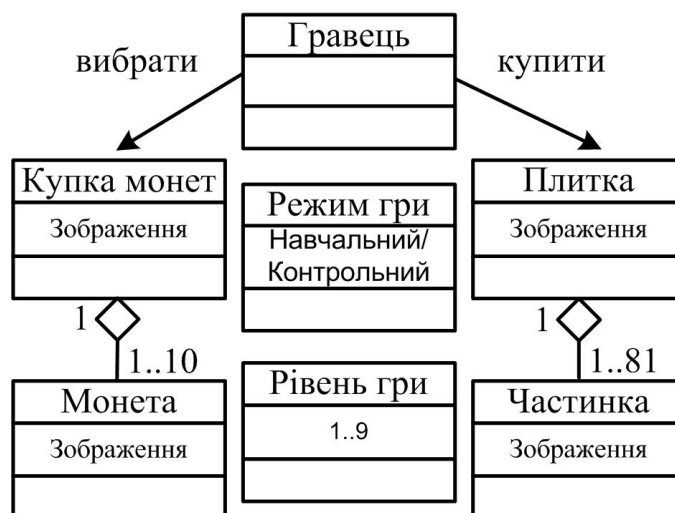 Гравець
вибрати
купити
Купка монет
Зображення
Режим гри
Навчальний/
Контрольний
Плитка
Зображення
1
1..10
1
1..81
Монета
Зображення
Рівень гри
1..9
Частинка
Зображення